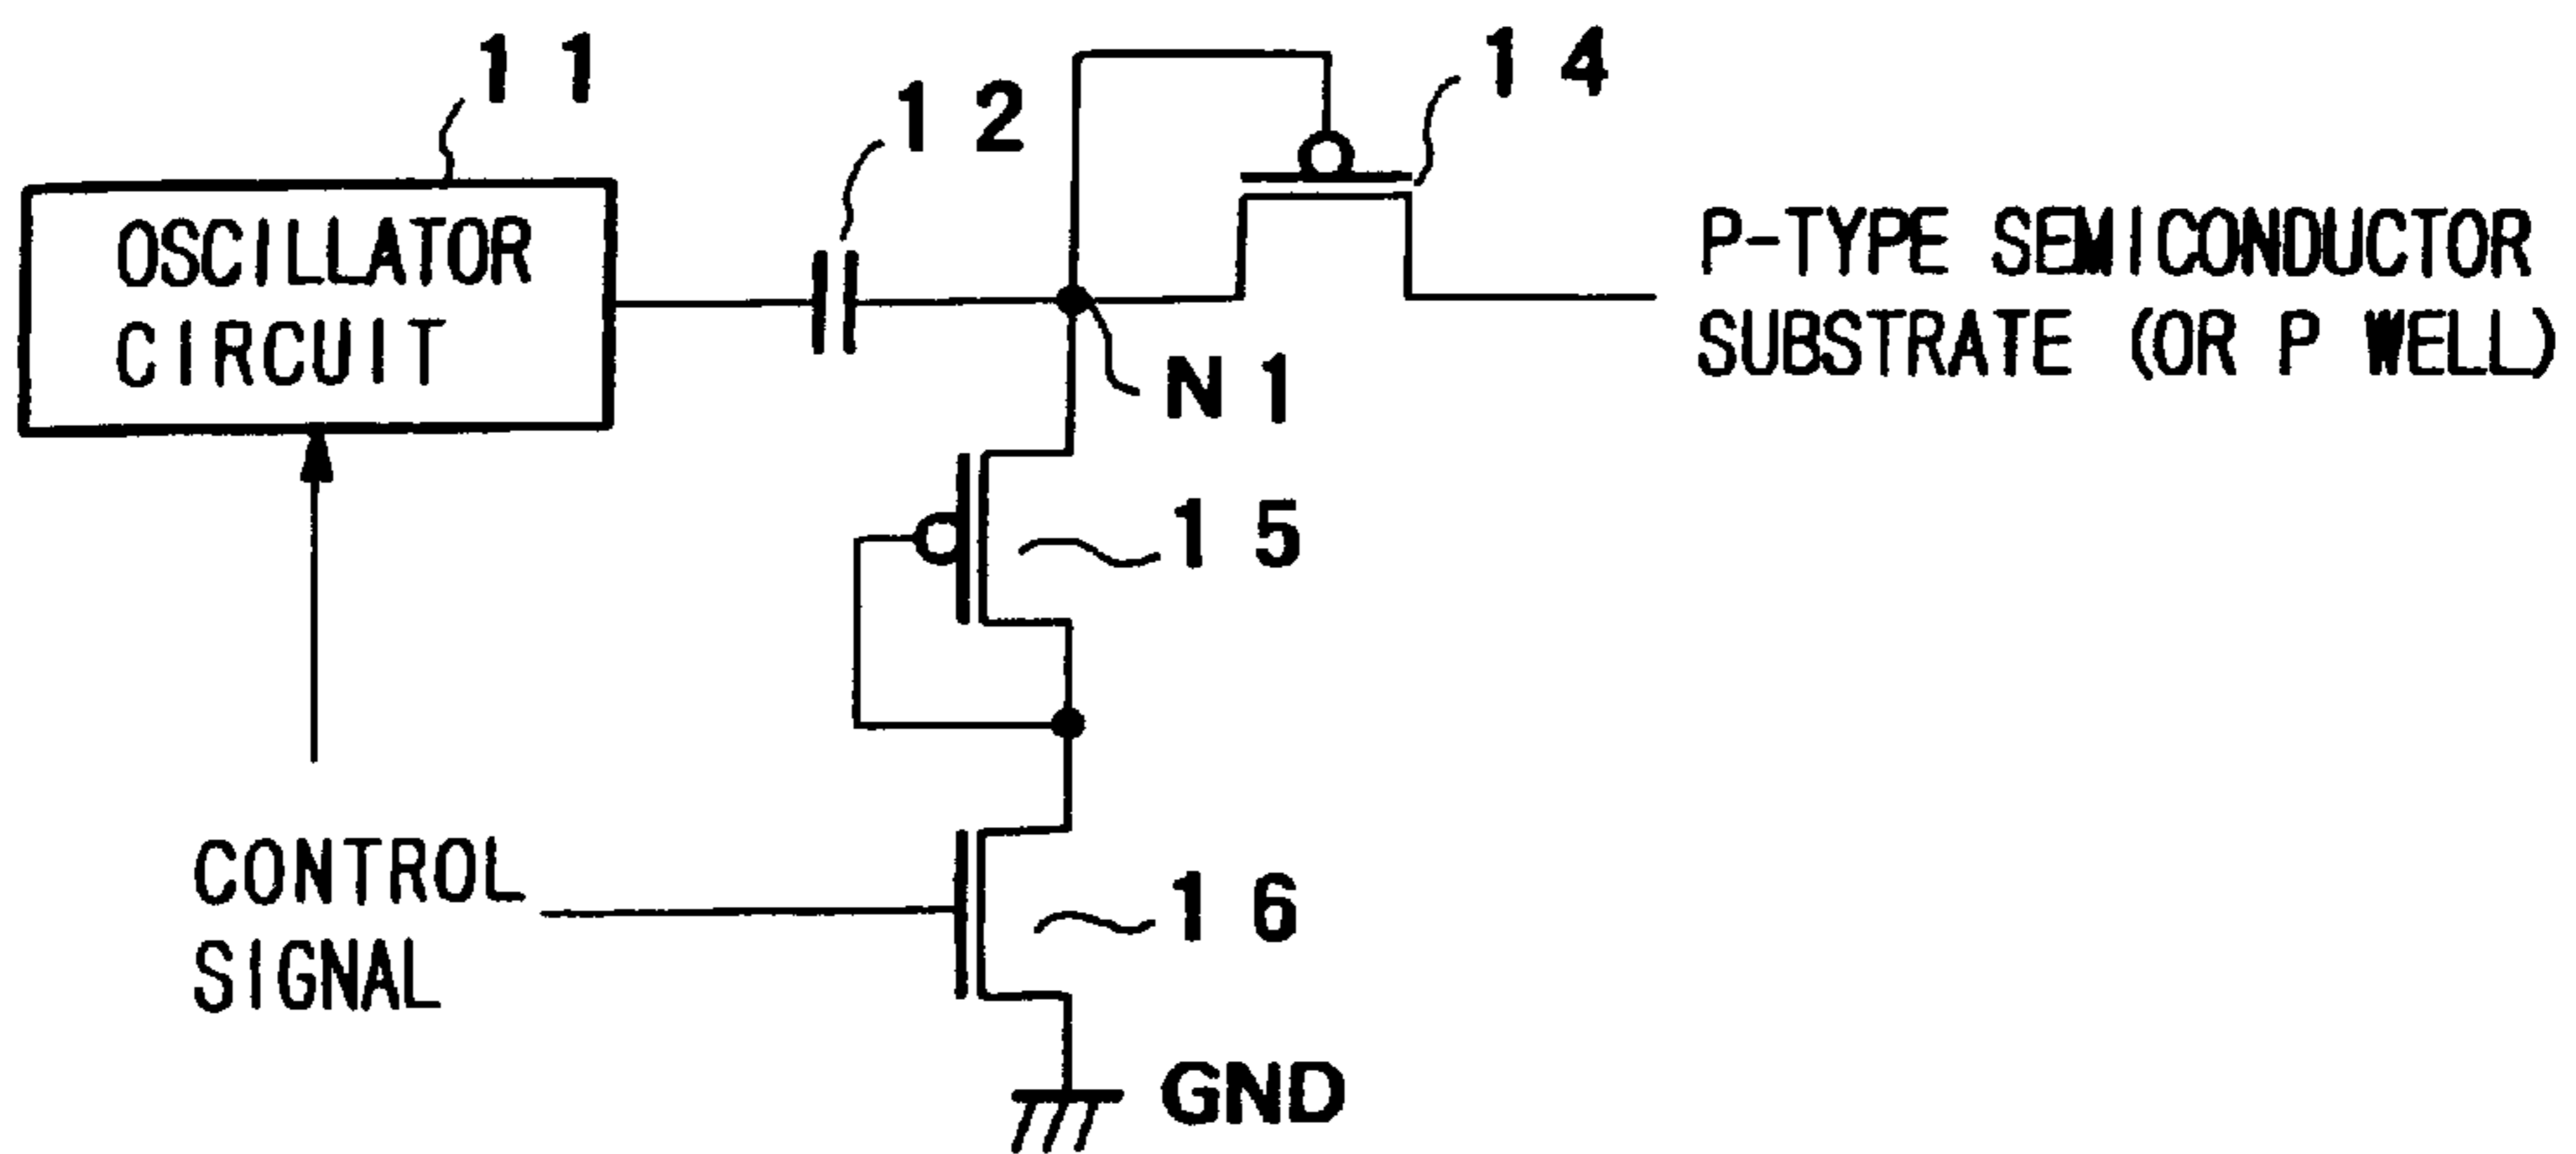 11
12
14
OSCILLATOR
CIRCUIT
P-TYPE SEMICONDUCTOR
SUBSTRATE (OR P WELL)
N1
15
CONTROL
SIGNAL
16
GND